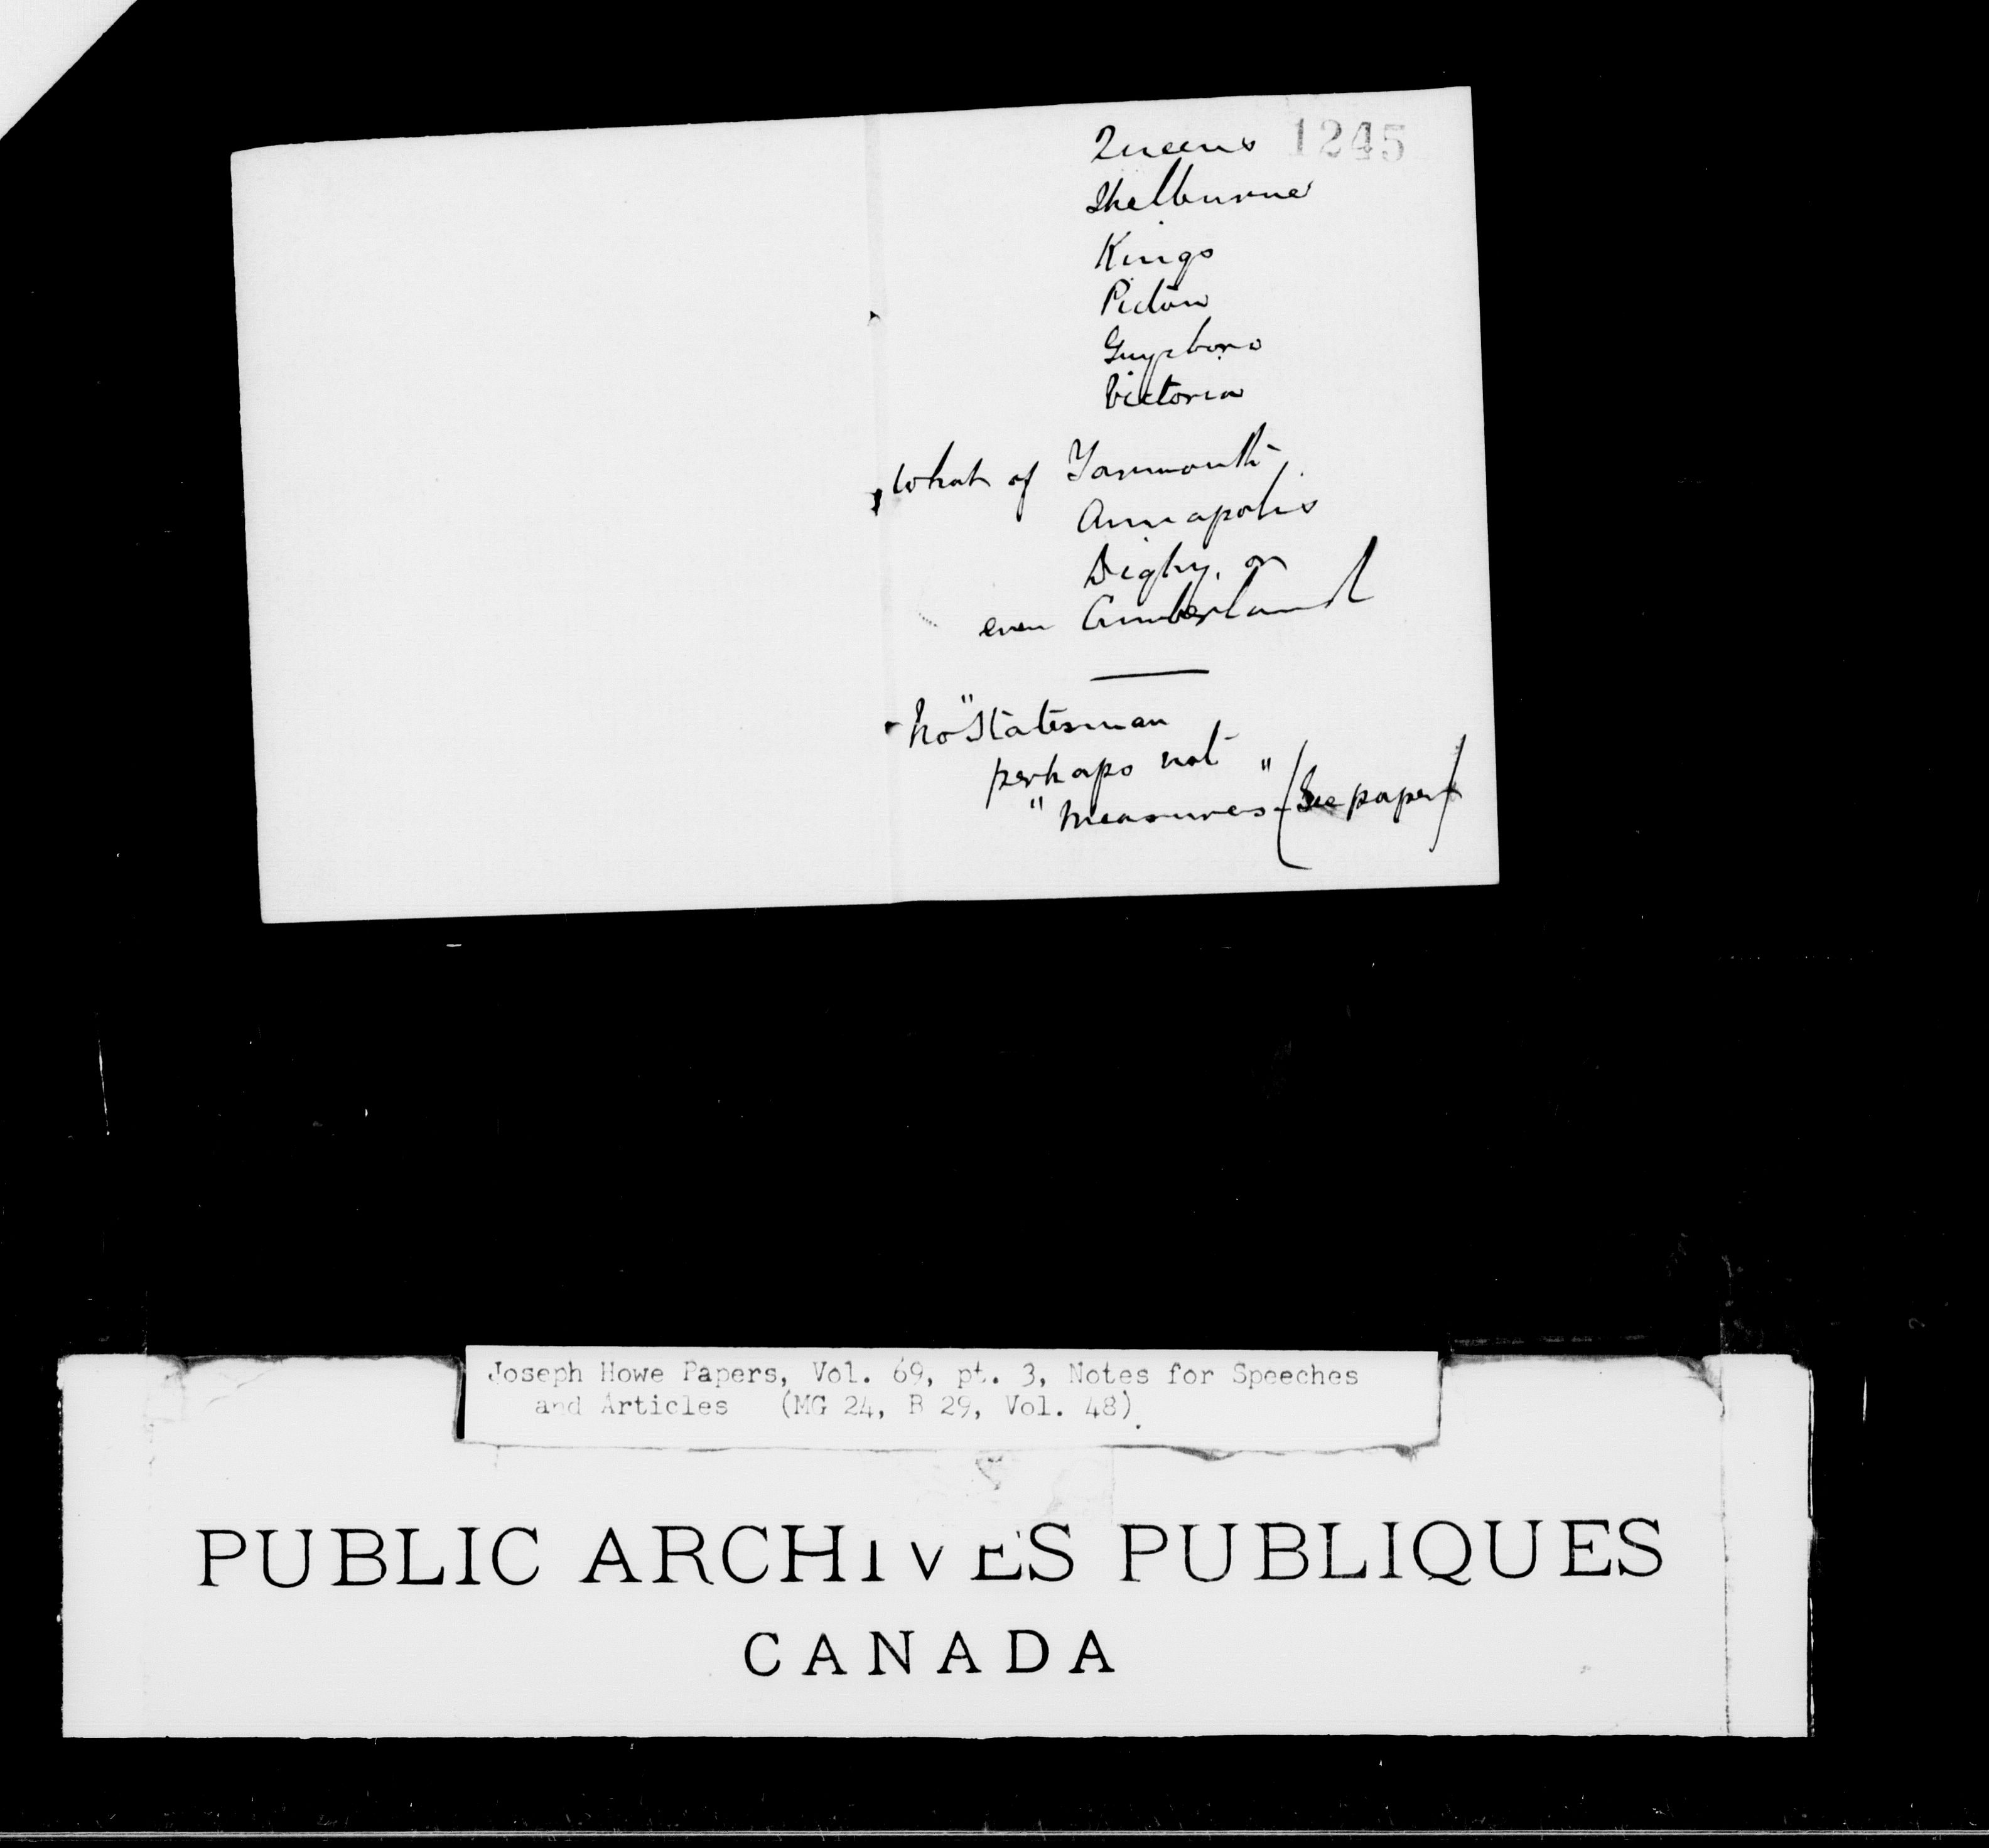 1245
Queens
Shelburne
Kings
Pictou
Guysboro
Victoria
What of Yarmouth,
Annapolis
Digby, or
even Cumberland
No "Statesman
perhaps not "
" Measures - (See paper)
Joseph Howe Papers, Vol. 69, pt. 3, Notes for Speeches
and Articles (MG 24, B 29, Vol. 48).
PUBLIC ARCHIVES PUBLIQUES
CANADA